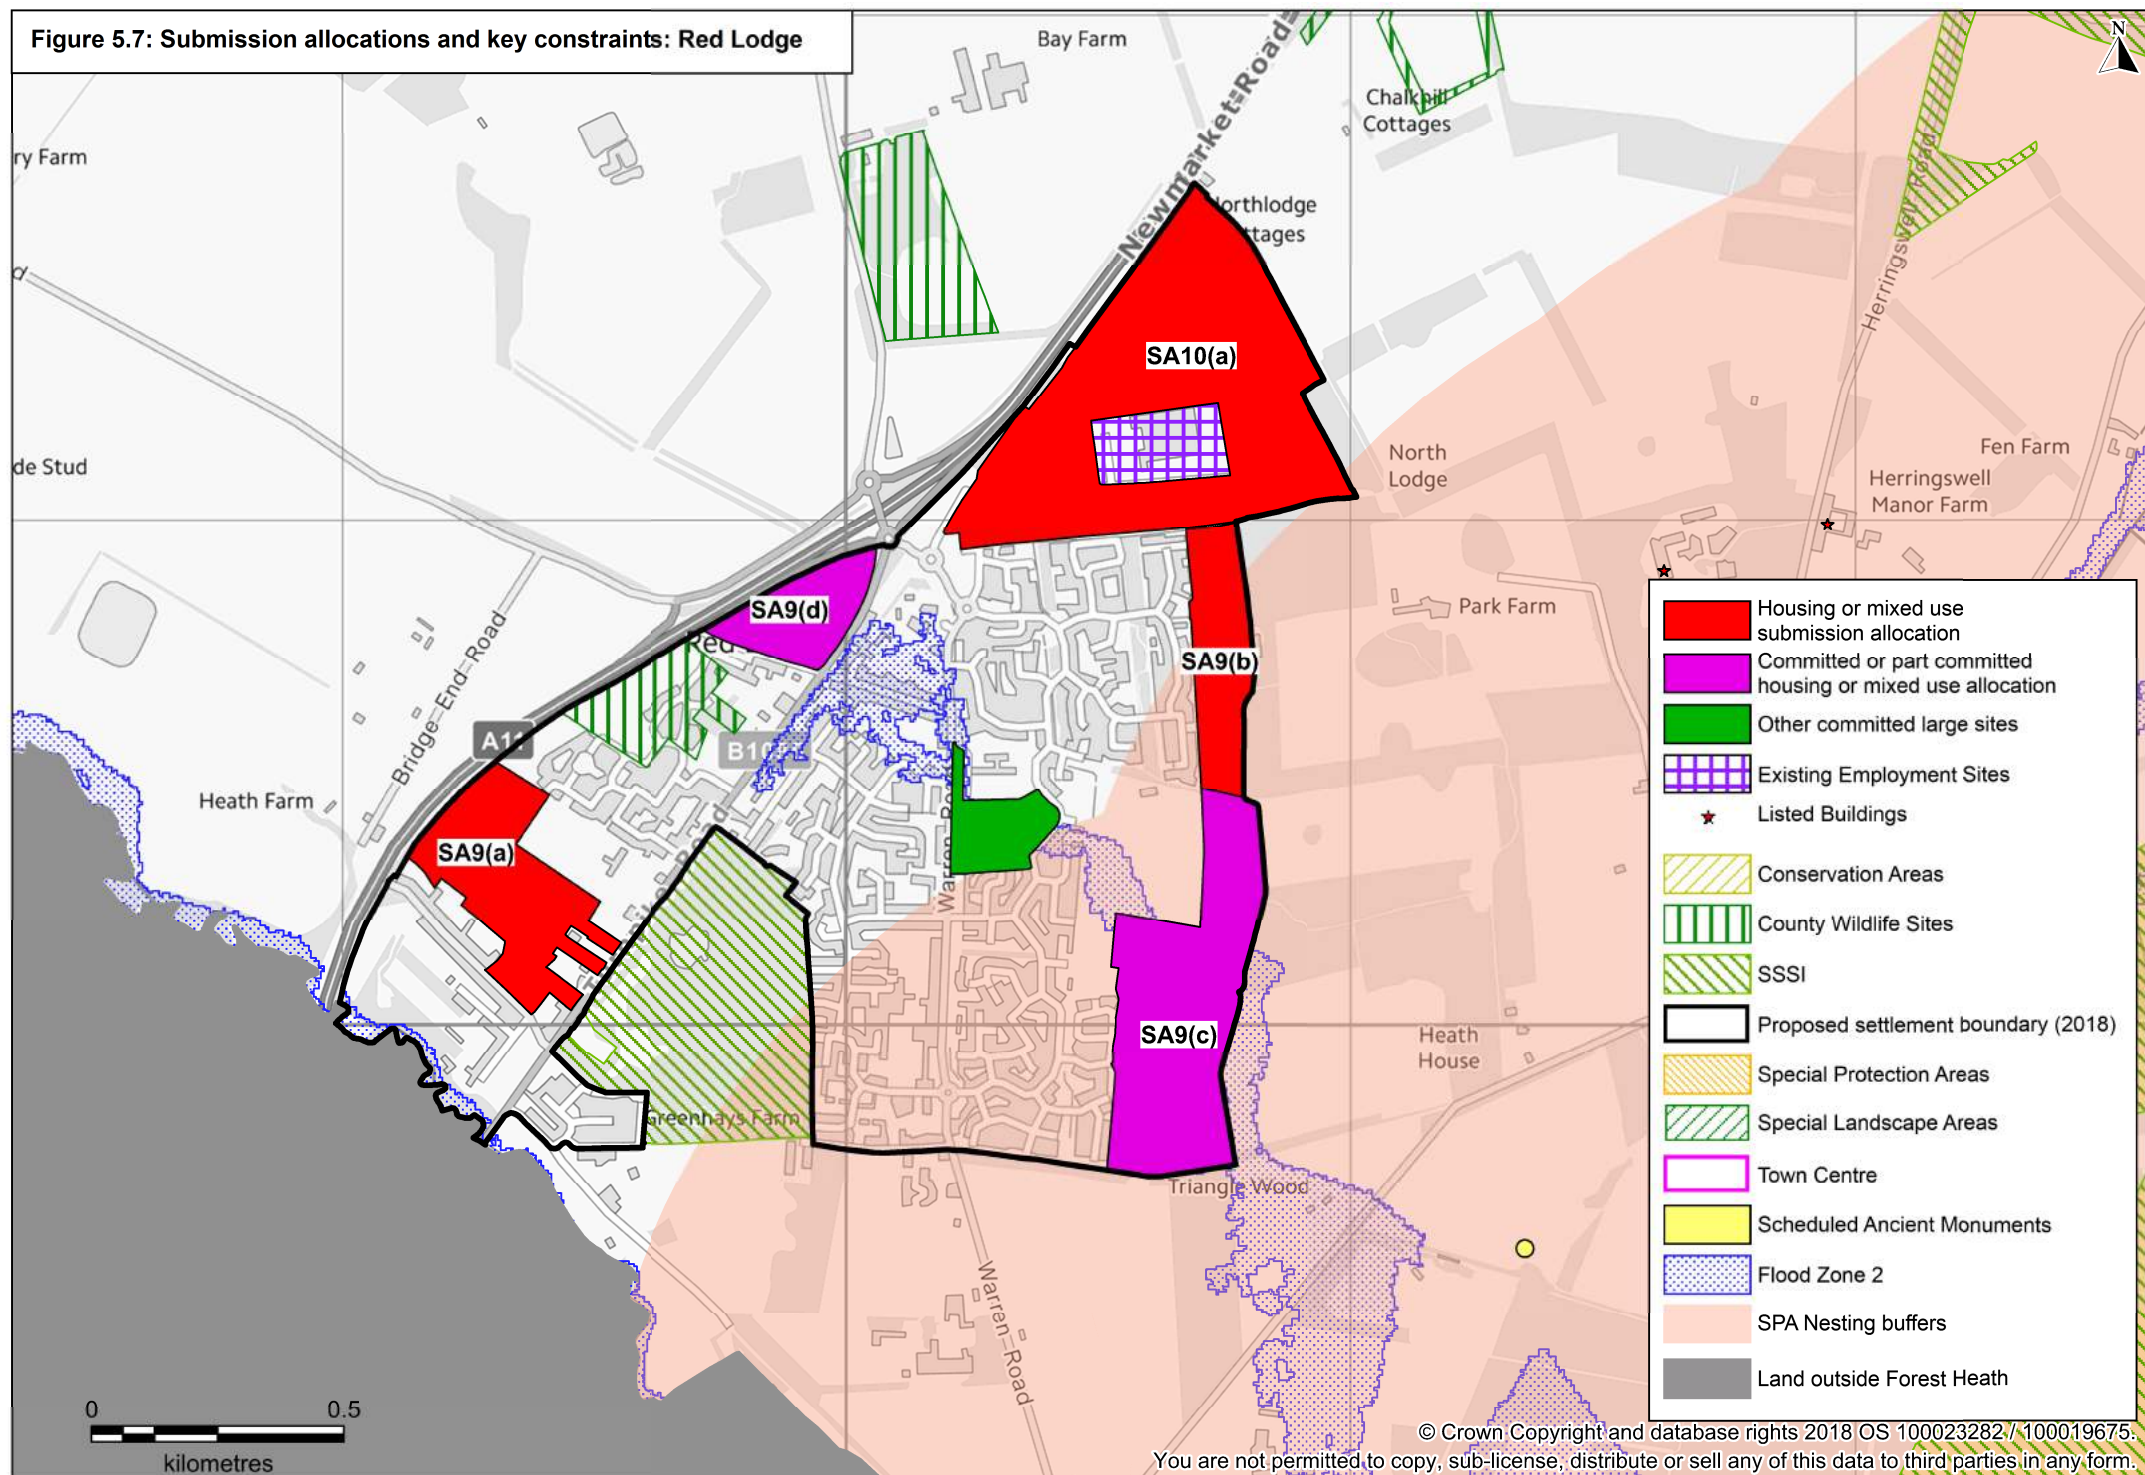 Figure 5.7: Submission allocations and key constraints: Red Lodge
N
Bay Farm
Newmarket-Road
Chalkhill
Cottages
ry Farm
Herringswell Road
Northlodge
ttages
SA10(a)
de Stud
North
Lodge
Fen Farm
Herringswell
Manor Farm
SA9(d)
Red
Park Farm
Bridge-End-Road
SA9(b)
A11
B10
Heath Farm
SA9(a)
Warren Road
Road
SA9(c)
Heath
House
Greenhays Farm
Triangle Wood
Warren-Road
Housing or mixed use
submission allocation
Committed or part committed
housing or mixed use allocation
Other committed large sites
Existing Employment Sites
Listed Buildings
Conservation Areas
County Wildlife Sites
SSSI
Proposed settlement boundary (2018)
Special Protection Areas
Special Landscape Areas
Town Centre
Scheduled Ancient Monuments
Flood Zone 2
SPA Nesting buffers
Land outside Forest Heath
0 0.5
kilometres
© Crown Copyright and database rights 2018 OS 100023282 / 100019675.
You are not permitted to copy, sub-license, distribute or sell any of this data to third parties in any form.